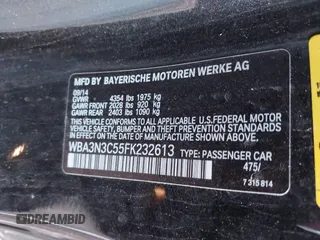 MFD BY BAYERISCHE MOTOREN WERKE AG
09/14
GVWR 4354 lbs 1975 kg
GAWR FRONT 2028 lbs 920 kg
GAWR REAR 2403 lbs 1090 kg
THIS VEHICLE CONFORMS TO ALL APPLICABLE
U.S. FEDERAL MOTOR VEHICLE SAFETY, BUMPER,
AND THEFT PREVENTION STANDARDS IN EFFECT
ON THE DATE OF MANUFACTURE SHOWN ABOVE.
WBA3N3C55FK232613 TYPE: PASSENGER CAR
475/
7 315 814
DREAMBID